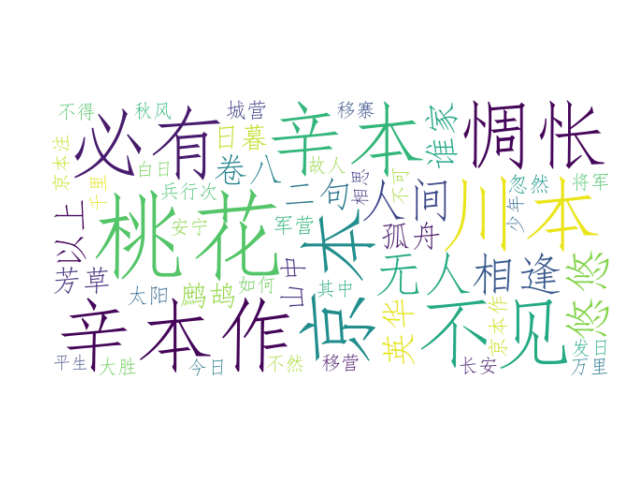 不得 秋风 城营 移寨
必有 辛本 谁家 惆怅
京本注 日暮
白日 卷八 故人 忽然 将军
千里 兵行次 二句 相思 不可 人间 川本 少年
以上 桃花 安宁 军营 京本 孤舟
芳草 太阳 鹧鸪 如何 山中 其中 无人 相逢 悠悠
辛本作 英华 京本作 不见 发日
平生 大胜 今日 不然 移营 长安 万里